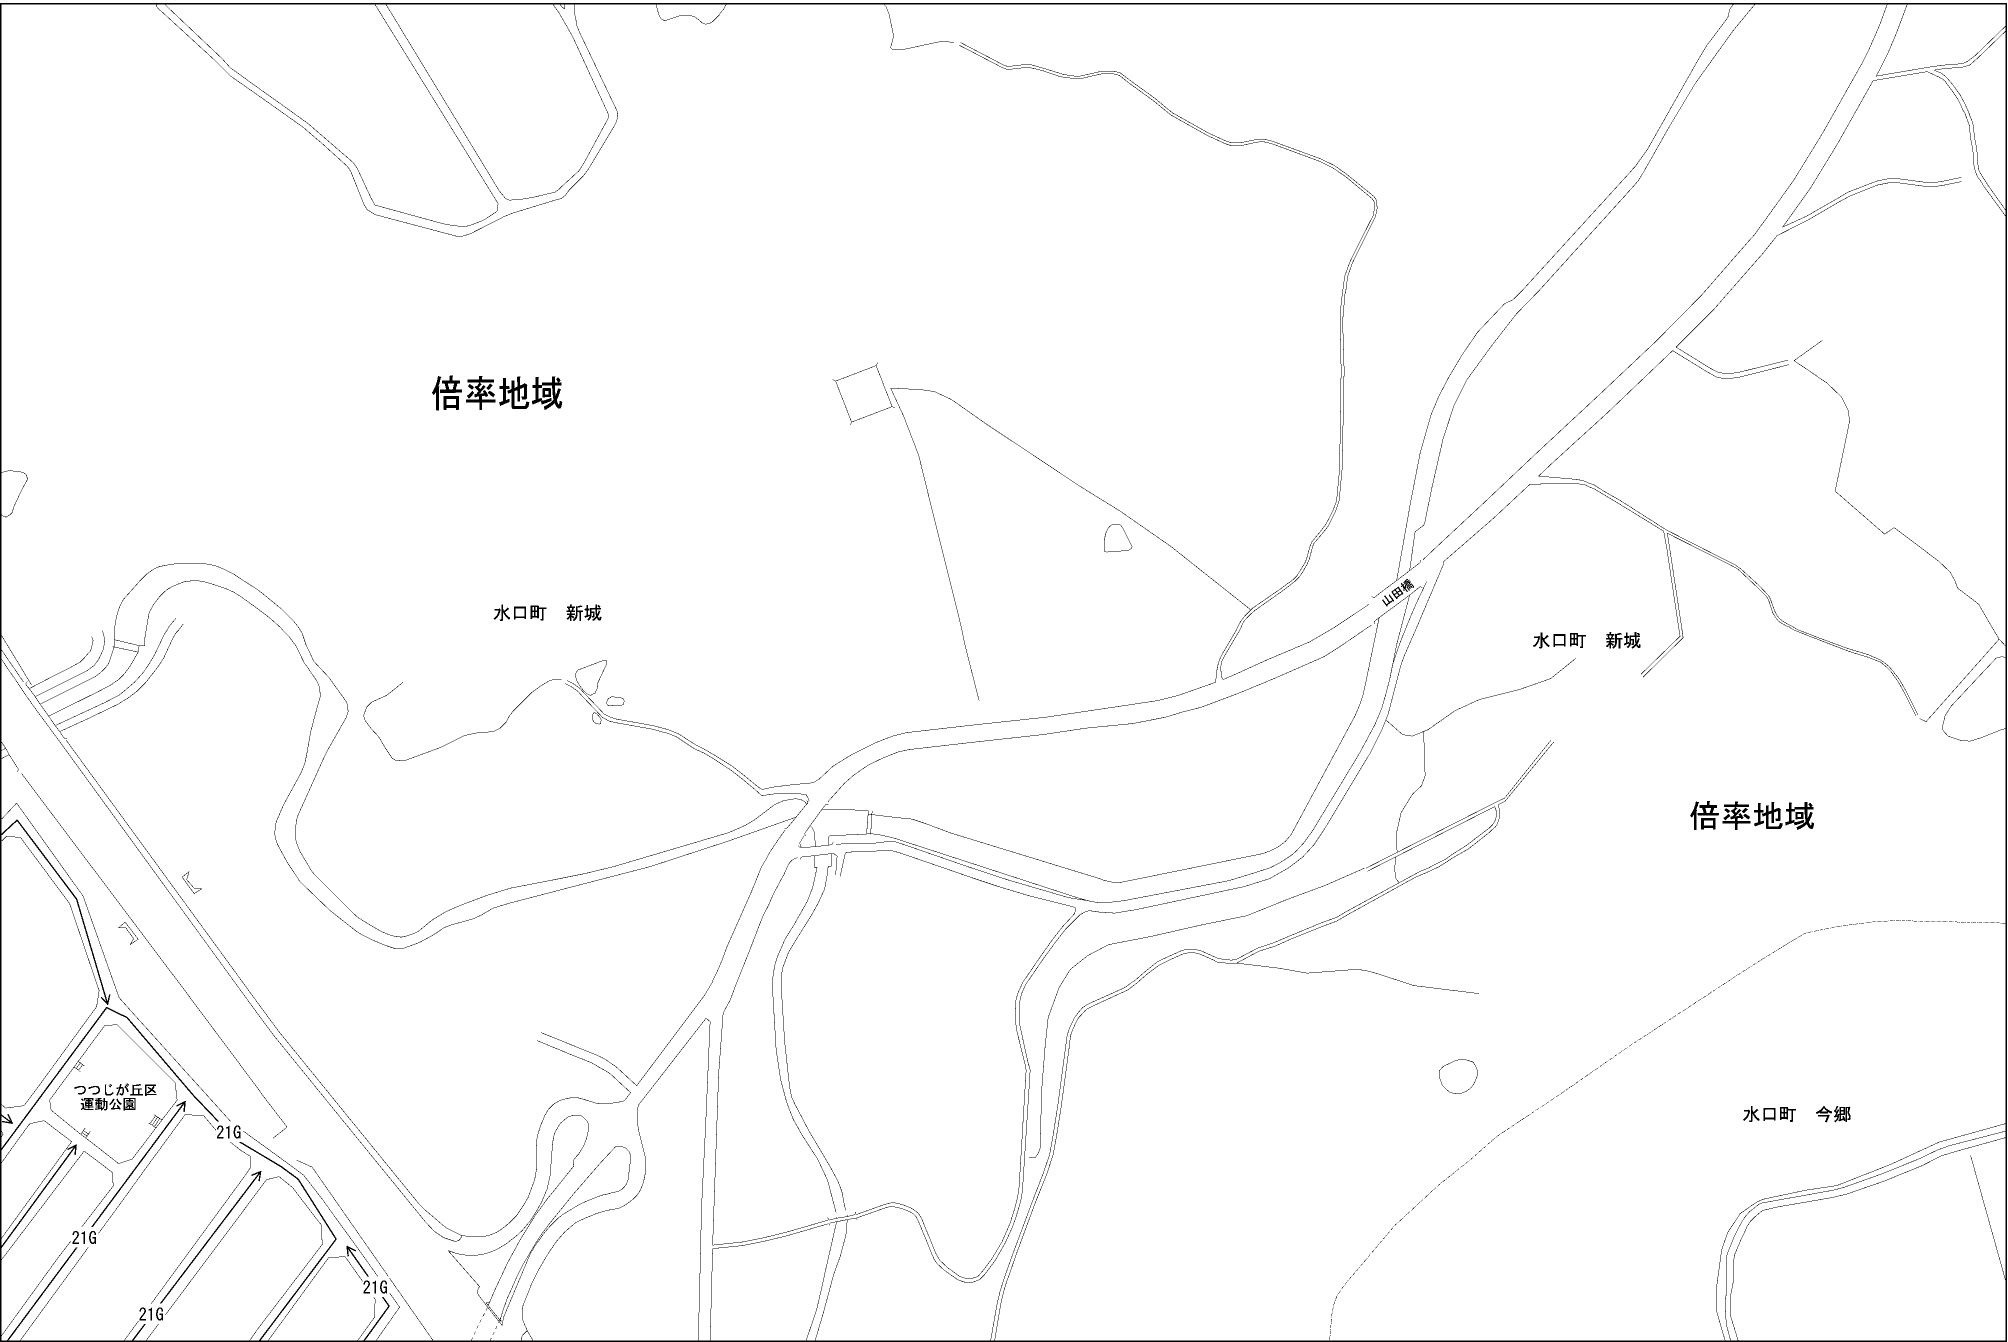 倍率地域
山田橋
水口町　新城
水口町　新城
倍率地域
つつじが丘区
運動公園
水口町　今郷
21G
21G
21G
21G